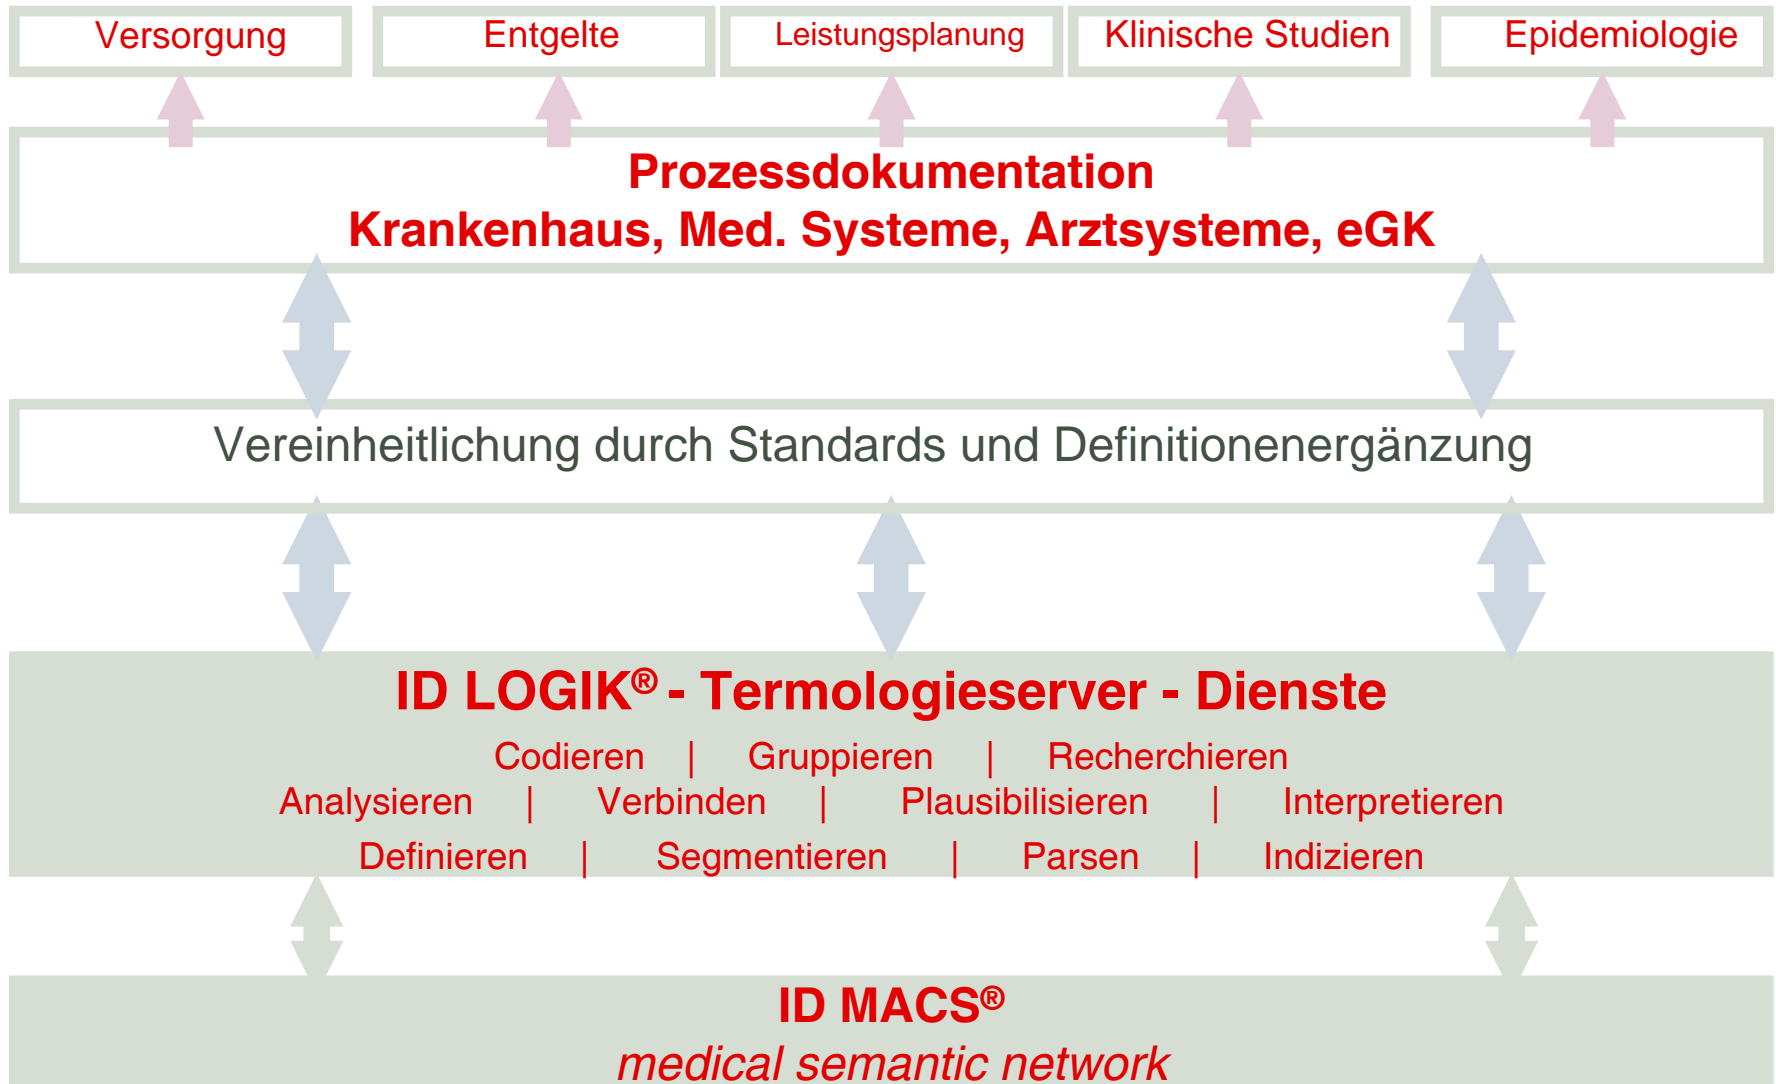 Versorgung Entgelte Leistungsplanung Klinische Studien Epidemiologie
Prozessdokumentation
Krankenhaus, Med. Systeme, Arztsysteme, eGK
Vereinheitlichung durch Standards und Definitionenergänzung
ID LOGIK® - Termologieserver - Dienste
Codieren | Gruppieren | Recherchieren
Analysieren | Verbinden | Plausibilisieren | Interpretieren
Definieren | Segmentieren | Parsen | Indizieren
ID MACS®
medical semantic network